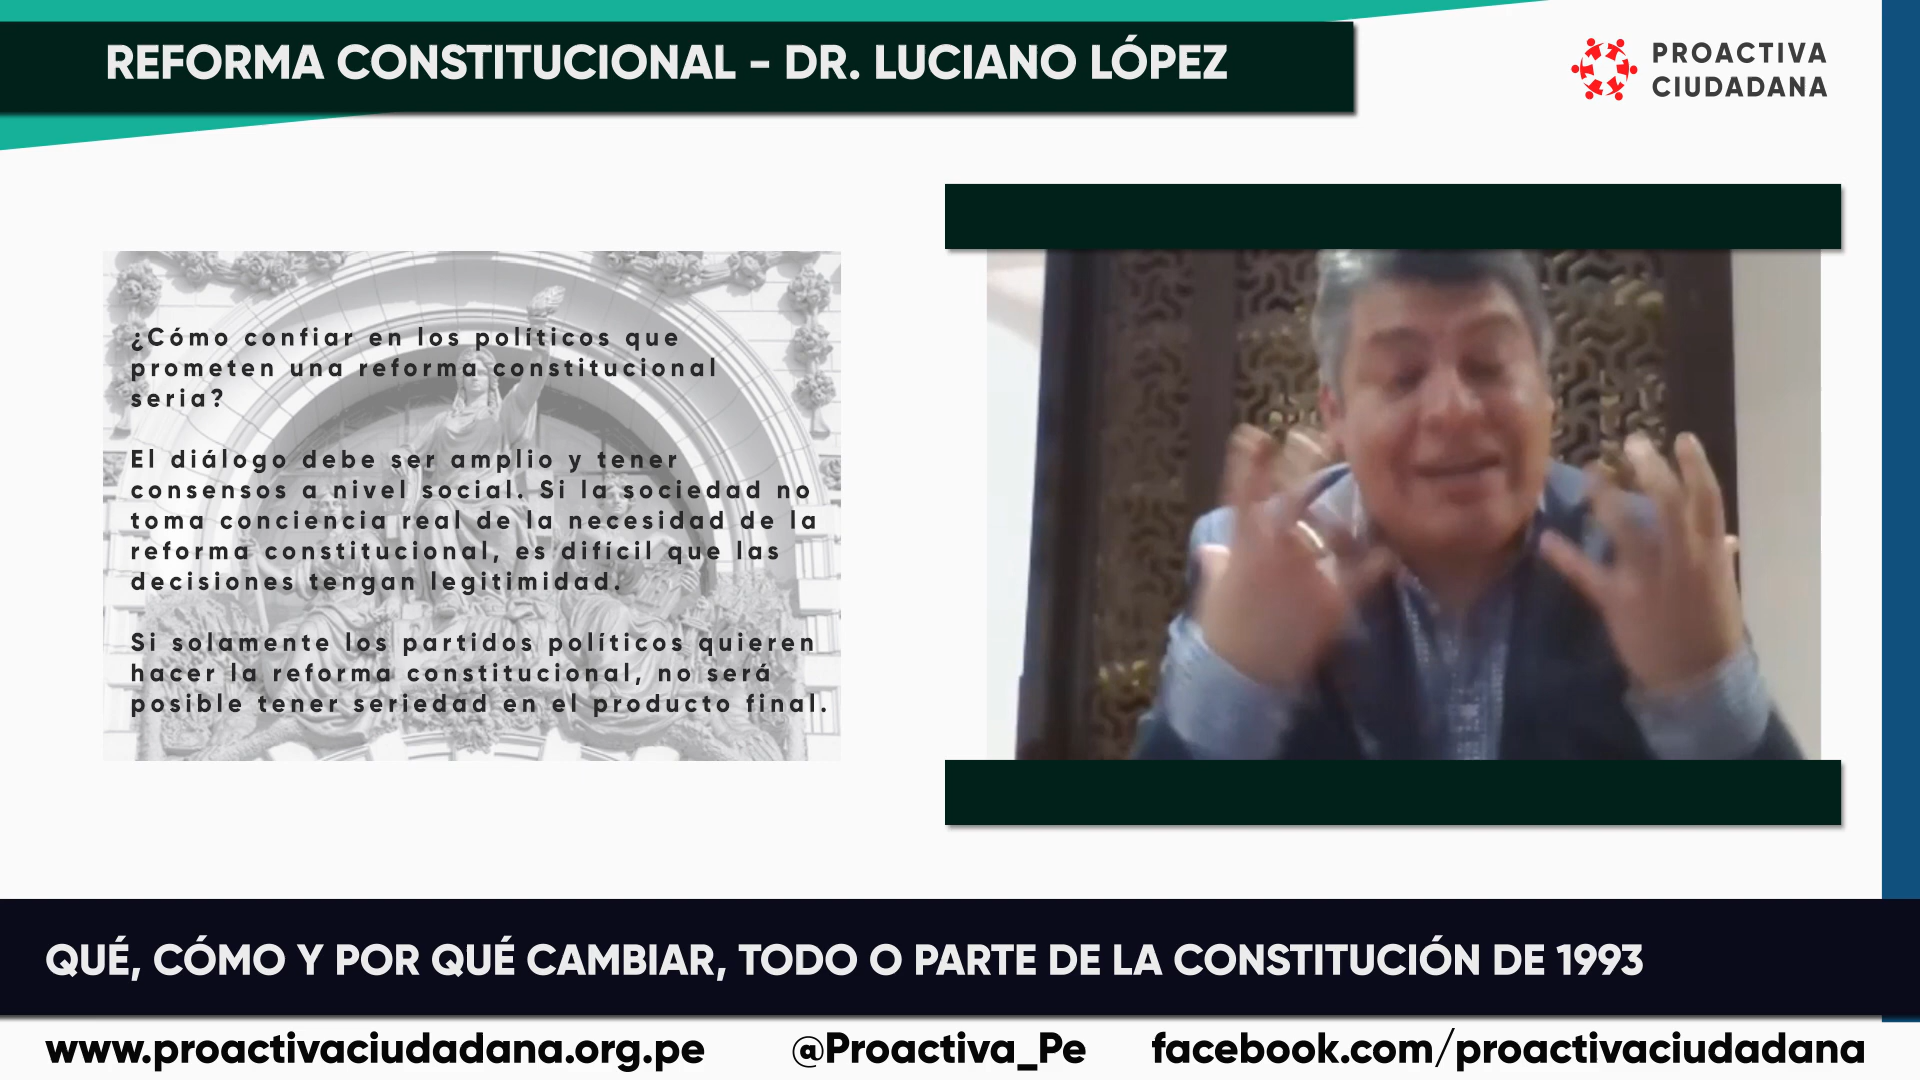 REFORMA CONSTITUCIONAL - DR. LUCIANO LÓPEZ
PROACTIVA
CIUDADANA
¿Cómo confiar en los políticos que
prometen una reforma constitucional
seria?
El diálogo debe ser amplio y tener
consensos a nivel social. Si la sociedad no
toma conciencia real de la necesidad de la
reforma constitucional, es difícil que las
decisiones tengan legitimidad.
Si solamente los partidos políticos quieren
hacer la reforma constitucional, no será
posible tener seriedad en el producto final.
QUÉ, CÓMO Y POR QUÉ CAMBIAR, TODO O PARTE DE LA CONSTITUCIÓN DE 1993
www.proactivaciudadana.org.pe @Proactiva_Pe facebook.com/proactivaciudadana